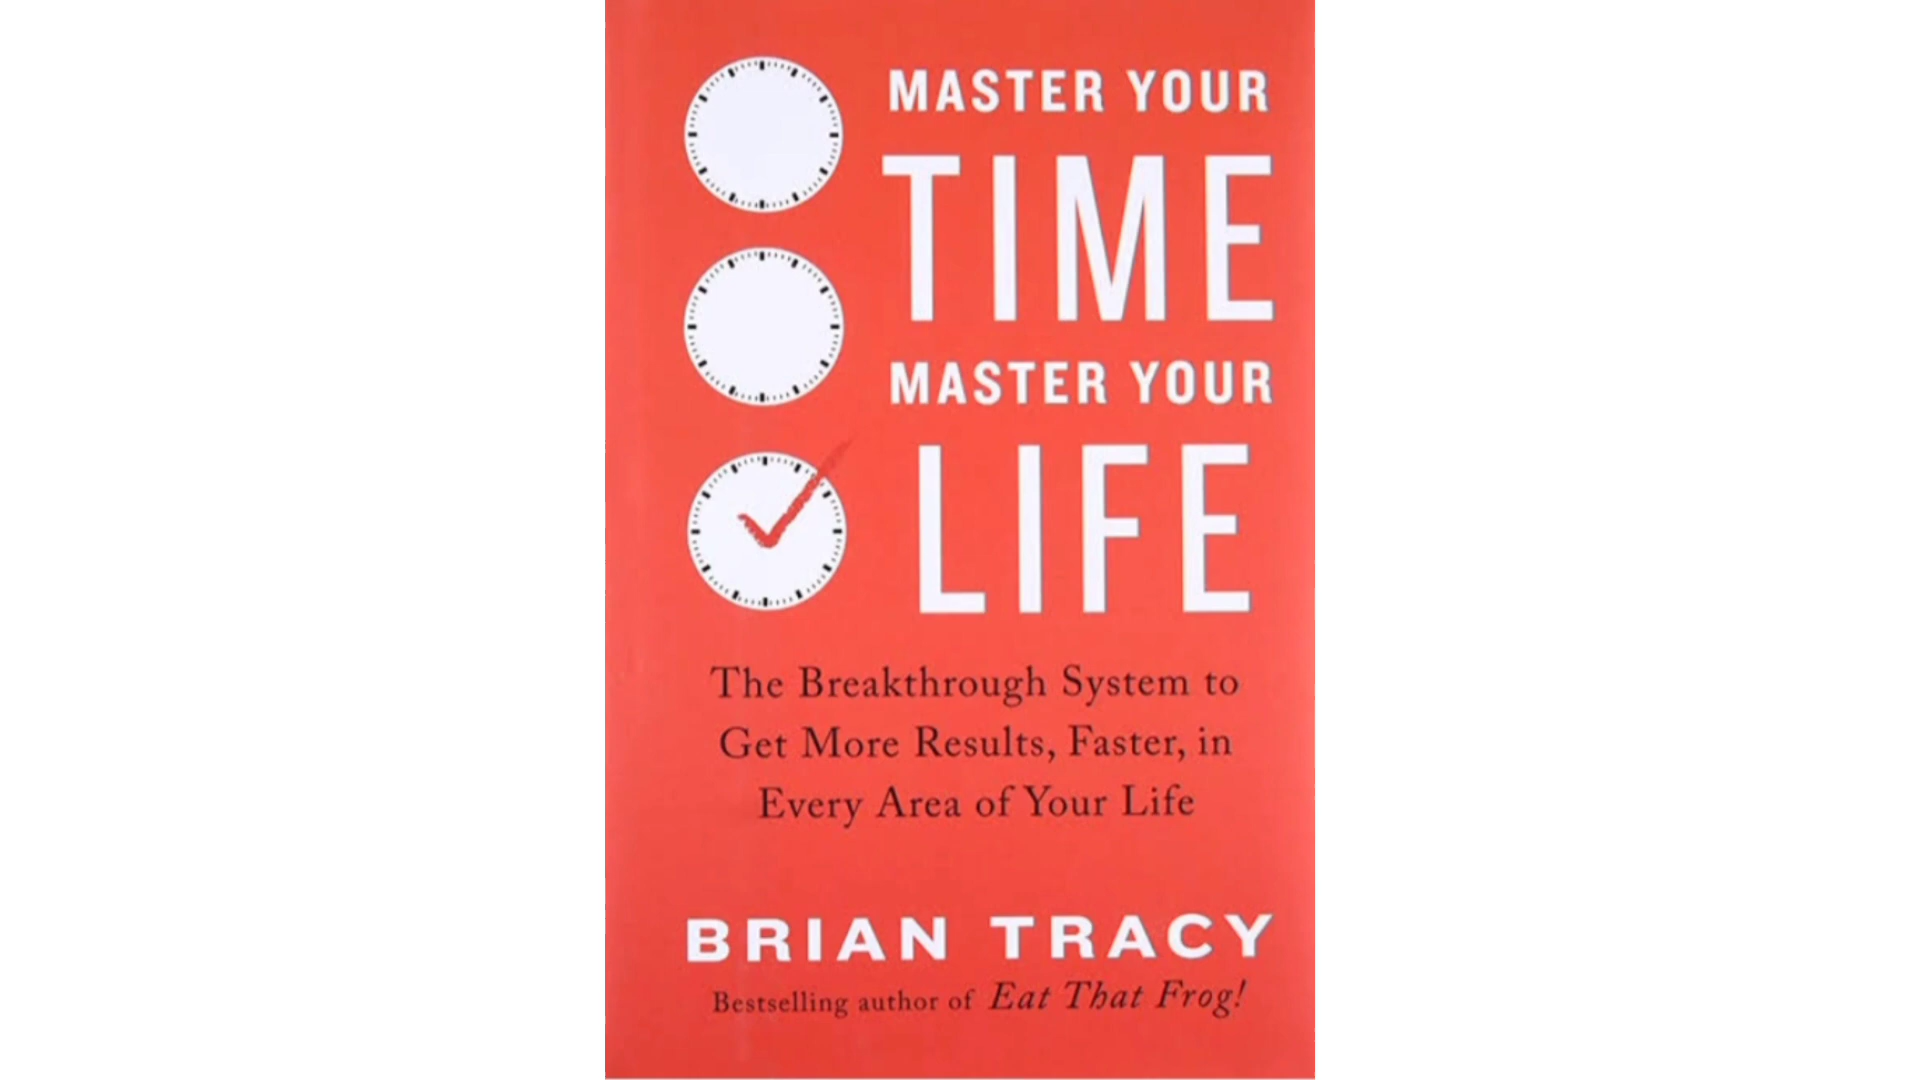 MASTER YOUR
TIME
MASTER YOUR
LIFE
The Breakthrough System to
Get More Results, Faster, in
Every Area of Your Life
BRIAN TRACY
Bestselling author of Eat That Frog!